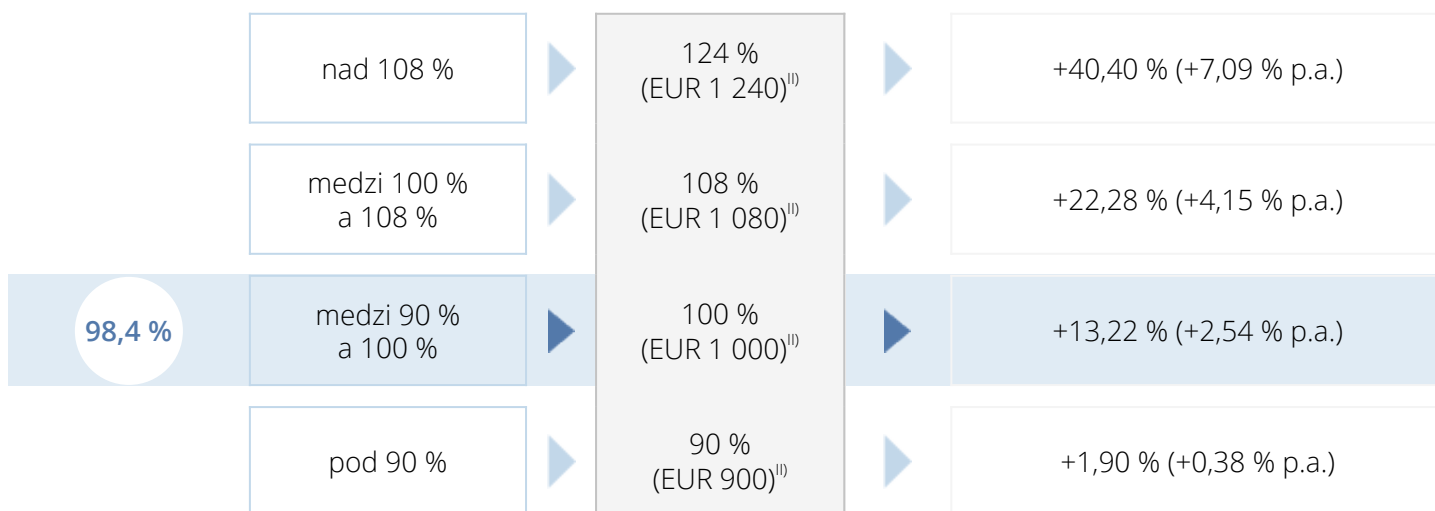 nad 108 %
124 %
(EUR 1 240)II)
+40,40 % (+7,09 % p.a.)
medzi 100 %
a 108 %
108 %
(EUR 1 080)II)
+22,28 % (+4,15 % p.a.)
98,4 %
medzi 90 %
a 100 %
100 %
(EUR 1 000)II)
+13,22 % (+2,54 % p.a.)
pod 90 %
90 %
(EUR 900)II)
+1,90 % (+0,38 % p.a.)